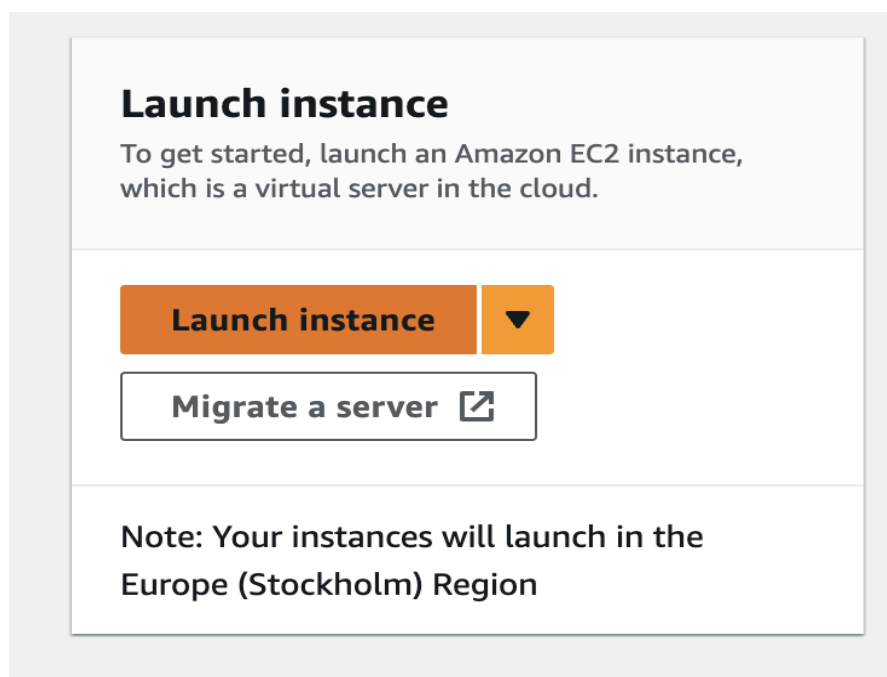 Launch instance
To get started, launch an Amazon EC2 instance,
which is a virtual server in the cloud.
Launch instance
Migrate a server
Note: Your instances will launch in the
Europe (Stockholm) Region